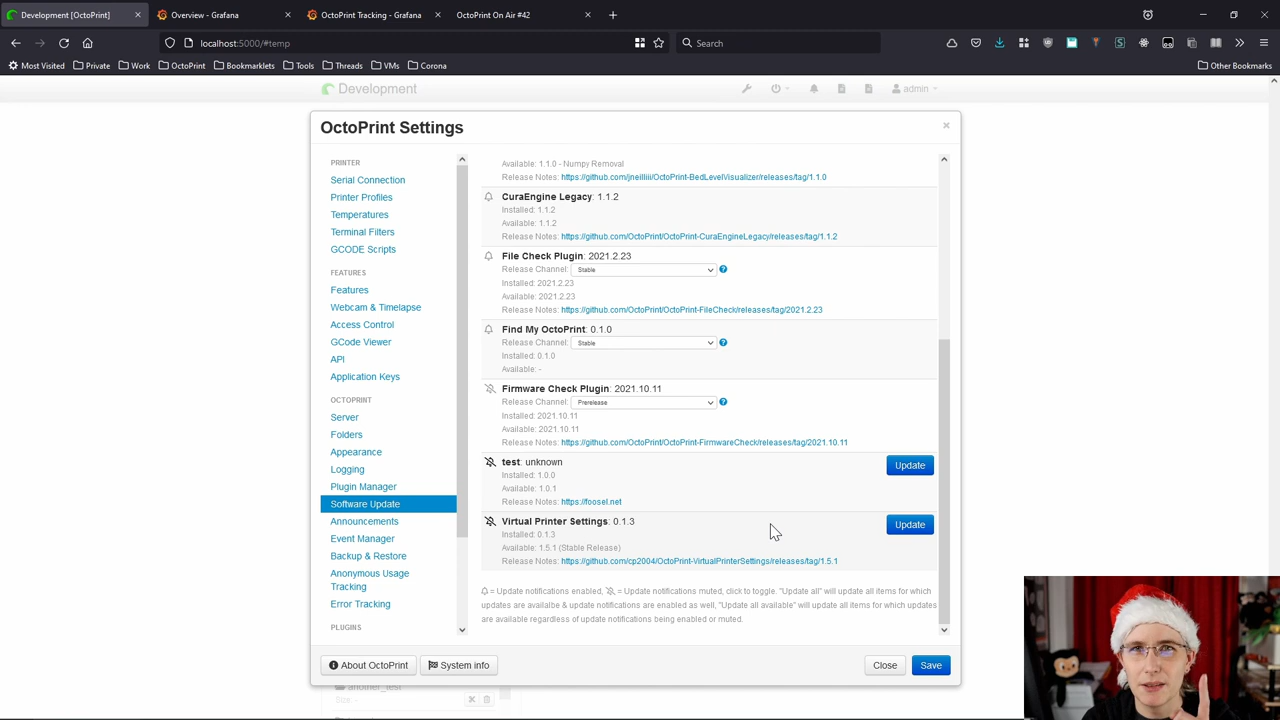 Development [OctoPrint]
Overview - Grafana
OctoPrint Tracking - Grafana
OctoPrint On Air #42
localhost:5000/#temp
Search
Most Visited
Private
Work
OctoPrint
Bookmarklets
Tools
Threads
VMs
Corona
Other Bookmarks
Development
admin
OctoPrint Settings
PRINTER
Serial Connection
Printer Profiles
Temperatures
Terminal Filters
GCODE Scripts
FEATURES
Features
Webcam & Timelapse
Access Control
GCode Viewer
API
Application Keys
OCTOPRINT
Server
Folders
Appearance
Logging
Plugin Manager
Software Update
Announcements
Event Manager
Backup & Restore
Anonymous Usage
Tracking
Error Tracking
PLUGINS
Available: 1.1.0 - Numpy Removal
Release Notes: https://github.com/jneilliii/OctoPrint-BedLevelVisualizer/releases/tag/1.1.0
CuraEngine Legacy: 1.1.2
Installed: 1.1.2
Available: 1.1.2
Release Notes: https://github.com/OctoPrint/OctoPrint-CuraEngineLegacy/releases/tag/1.1.2
File Check Plugin: 2021.2.23
Release Channel: Stable
Installed: 2021.2.23
Available: 2021.2.23
Release Notes: https://github.com/OctoPrint/OctoPrint-FileCheck/releases/tag/2021.2.23
Find My OctoPrint: 0.1.0
Release Channel: Stable
Installed: 0.1.0
Available: -
Firmware Check Plugin: 2021.10.11
Release Channel: Prerelease
Installed: 2021.10.11
Available: 2021.10.11
Release Notes: https://github.com/OctoPrint/OctoPrint-FirmwareCheck/releases/tag/2021.10.11
test: unknown
Update
Installed: 1.0.0
Available: 1.0.1
Release Notes: https://foosel.net
Virtual Printer Settings: 0.1.3
Update
Installed: 0.1.3
Available: 1.5.1 (Stable Release)
Release Notes: https://github.com/cp2004/OctoPrint-VirtualPrinterSettings/releases/tag/1.5.1
= Update notifications enabled, = Update notifications muted, click to toggle. "Update all" will update all items for which
updates are availalbe & update notifications are enabled as well, "Update all available" will update all items for which updates
are available regardless of update notifications being enabled or muted.
About OctoPrint
System info
Close
Save
another_test
Size: -